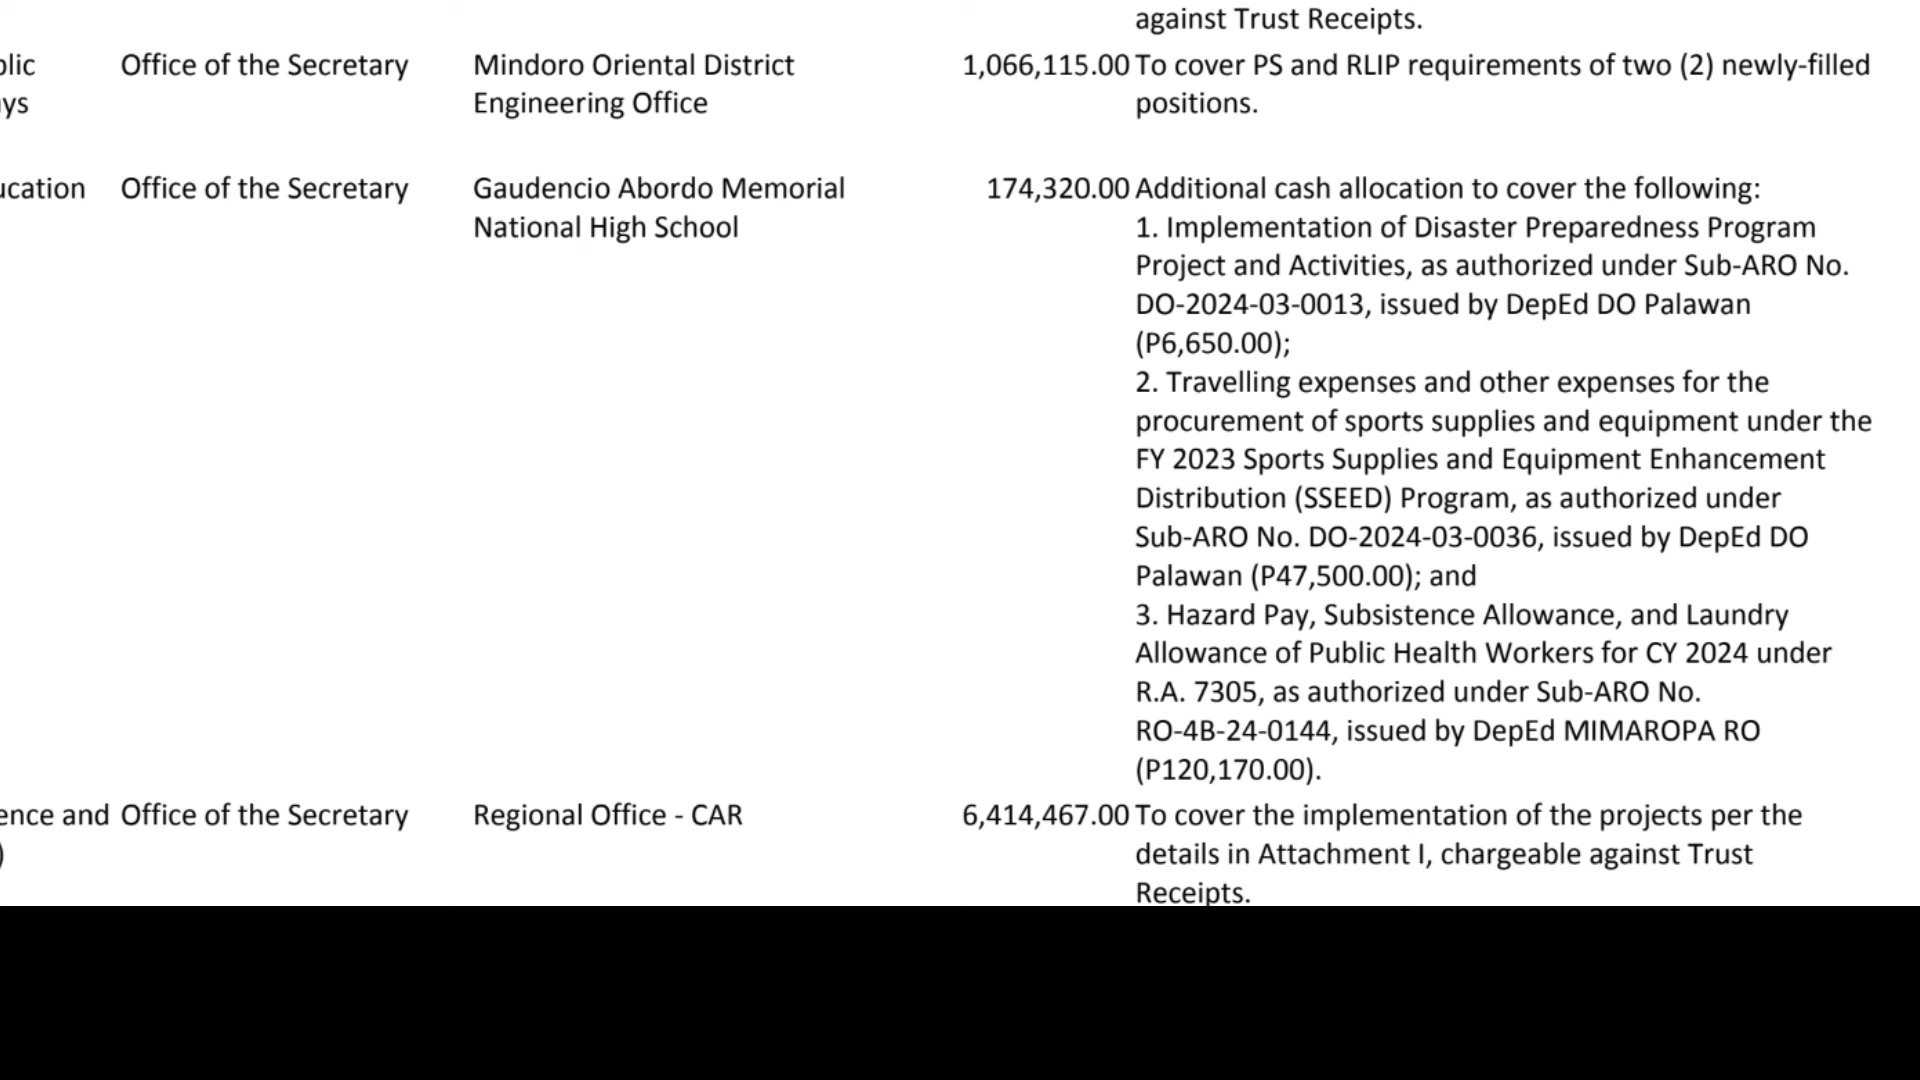 against Trust Receipts.
Office of the Secretary Mindoro Oriental District 1,066,115.00 To cover PS and RLIP requirements of two (2) newly-filled
Engineering Office positions.
Office of the Secretary Gaudencio Abordo Memorial 174,320.00 Additional cash allocation to cover the following:
National High School 1. Implementation of Disaster Preparedness Program
Project and Activities, as authorized under Sub-ARO No.
DO-2024-03-0013, issued by DepEd DO Palawan
(P6,650.00);
2. Travelling expenses and other expenses for the
procurement of sports supplies and equipment under the
FY 2023 Sports Supplies and Equipment Enhancement
Distribution (SSEED) Program, as authorized under
Sub-ARO No. DO-2024-03-0036, issued by DepEd DO
Palawan (P47,500.00); and
3. Hazard Pay, Subsistence Allowance, and Laundry
Allowance of Public Health Workers for CY 2024 under
R.A. 7305, as authorized under Sub-ARO No.
RO-4B-24-0144, issued by DepEd MIMAROPA RO
(P120,170.00).
and Office of the Secretary Regional Office - CAR 6,414,467.00 To cover the implementation of the projects per the
) details in Attachment I, chargeable against Trust
Receipts.